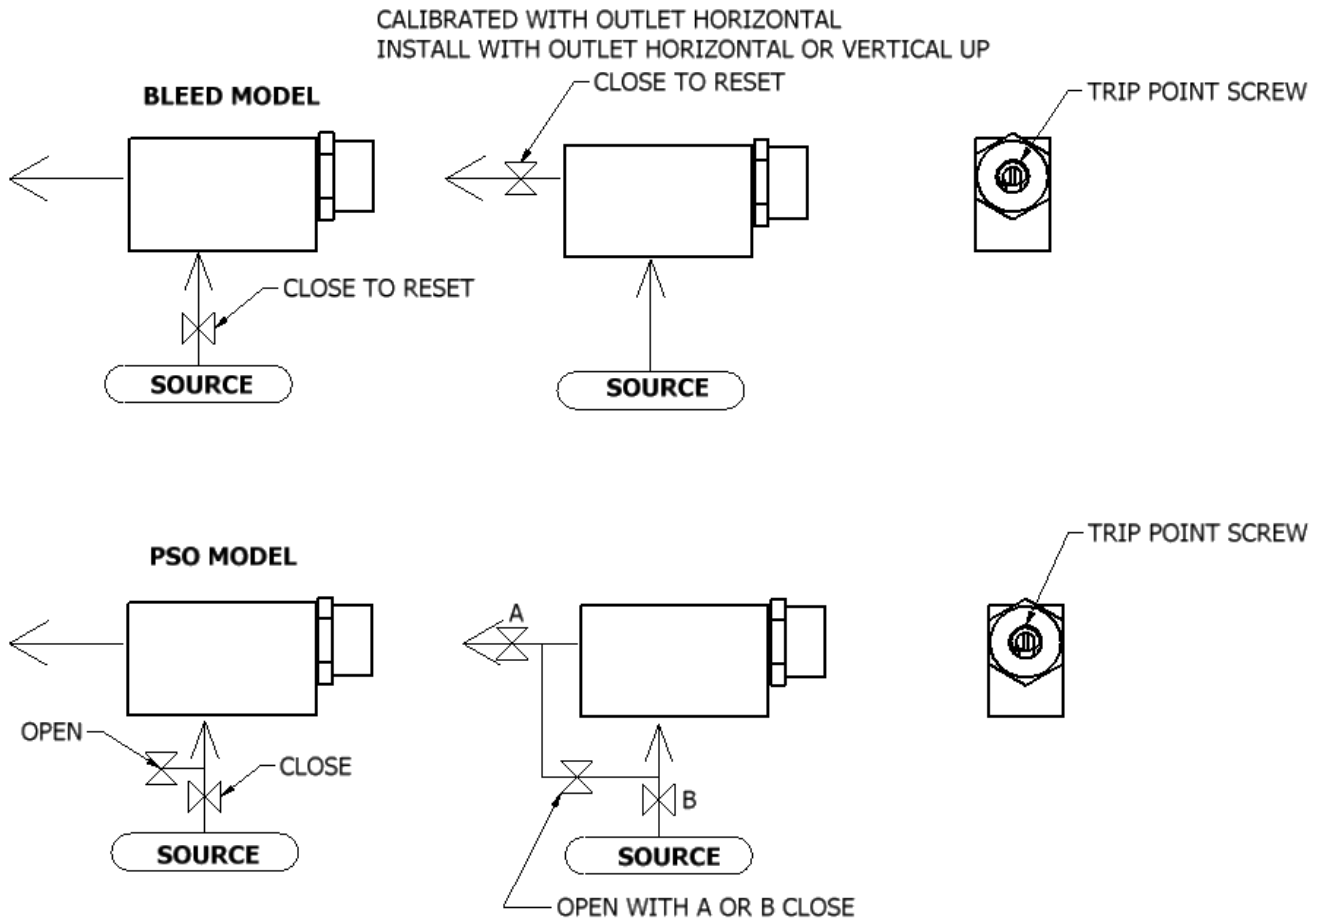 CALIBRATED WITH OUTLET HORIZONTAL
INSTALL WITH OUTLET HORIZONTAL OR VERTICAL UP
BLEED MODEL
CLOSE TO RESET
TRIP POINT SCREW
CLOSE TO RESET
SOURCE
SOURCE
PSO MODEL
TRIP POINT SCREW
A
OPEN
CLOSE
B
SOURCE
SOURCE
OPEN WITH A OR B CLOSE